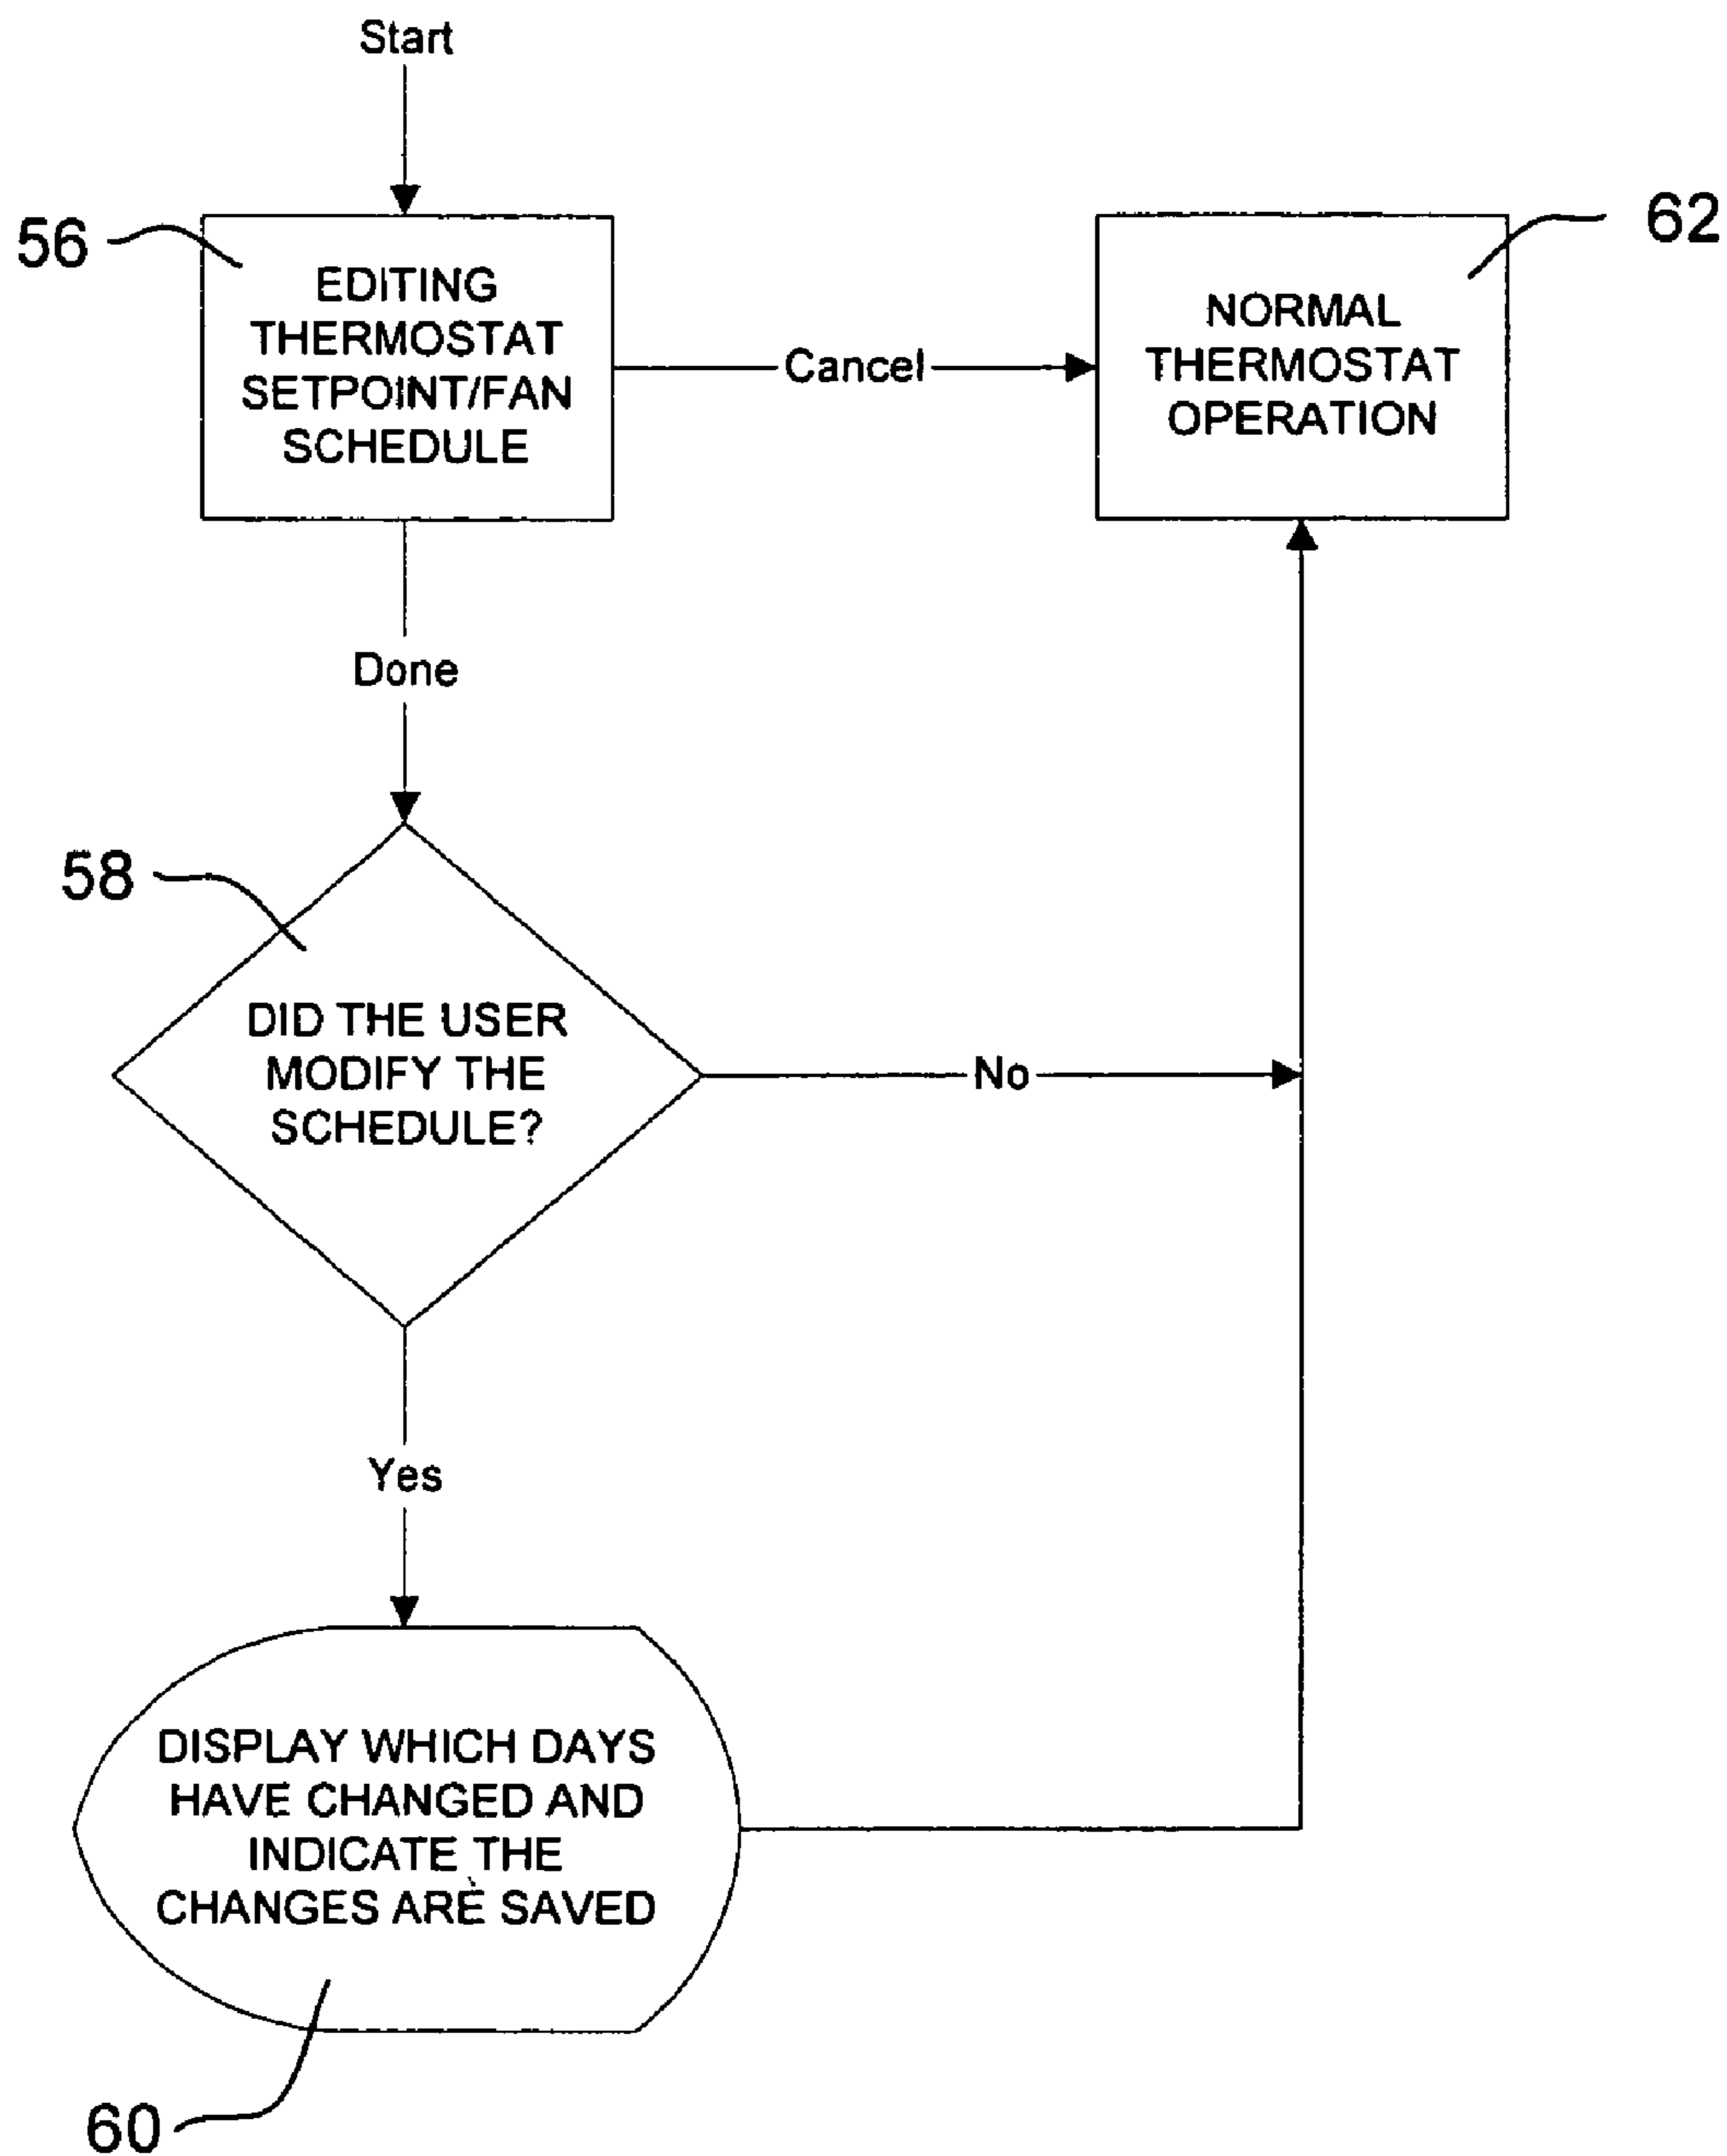 Start
56
EDITING
THERMOSTAT
SETPOINT/FAN
SCHEDULE
Cancel
62
NORMAL
THERMOSTAT
OPERATION
Done
58
DID THE USER
MODIFY THE
SCHEDULE?
No
Yes
DISPLAY WHICH DAYS
HAVE CHANGED AND
INDICATE THE
CHANGES ARE SAVED
60